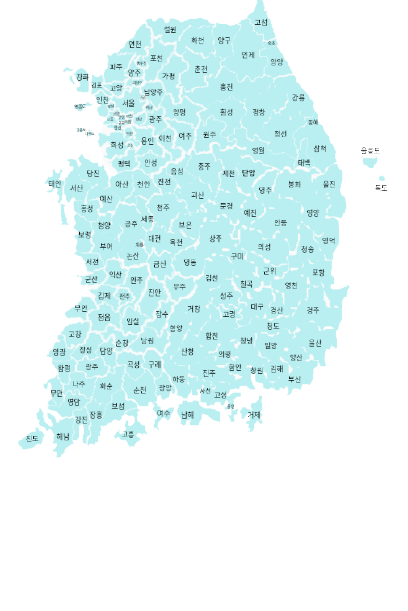 고성
철원
화천 양구
연천
인제
포천
양양
파주
양주
가평
춘천
강화
김포
고양
남양주
홍천
인천
서울
강릉
광주
양평
횡성
평창
동해
정선
화성
용인
이천
여주
원주
삼척
영월
울릉도
평택
안성
태백
음성
충주
제천
단양
당진
태안
서산
아산
천안
진천
영주
봉화
울진
독도
예산
괴산
홍성
청주
문경
예천
영양
세종
청양
공주
보은
안동
보령
대전
옥천
상주
영덕
부여
의성
청송
논산
구미
서천
금산
영동
군위
포항
익산
김천
군산
완주
칠곡
영천
김제
전주
진안
무주
성주
부안
대구
경산
경주
정읍
임실
장수
거창
고령
청도
고창
함양
합천
순창
남원
창녕
밀양
울산
영광
장성
담양
산청
의령
양산
함평
광주
곡성
구례
진주
함안
창원
김해
부산
나주
화순
하동
무안
순천
광양
사천
고성
영암
보성
강진
장흥
여수
남해
거제
진도
해남
고흥